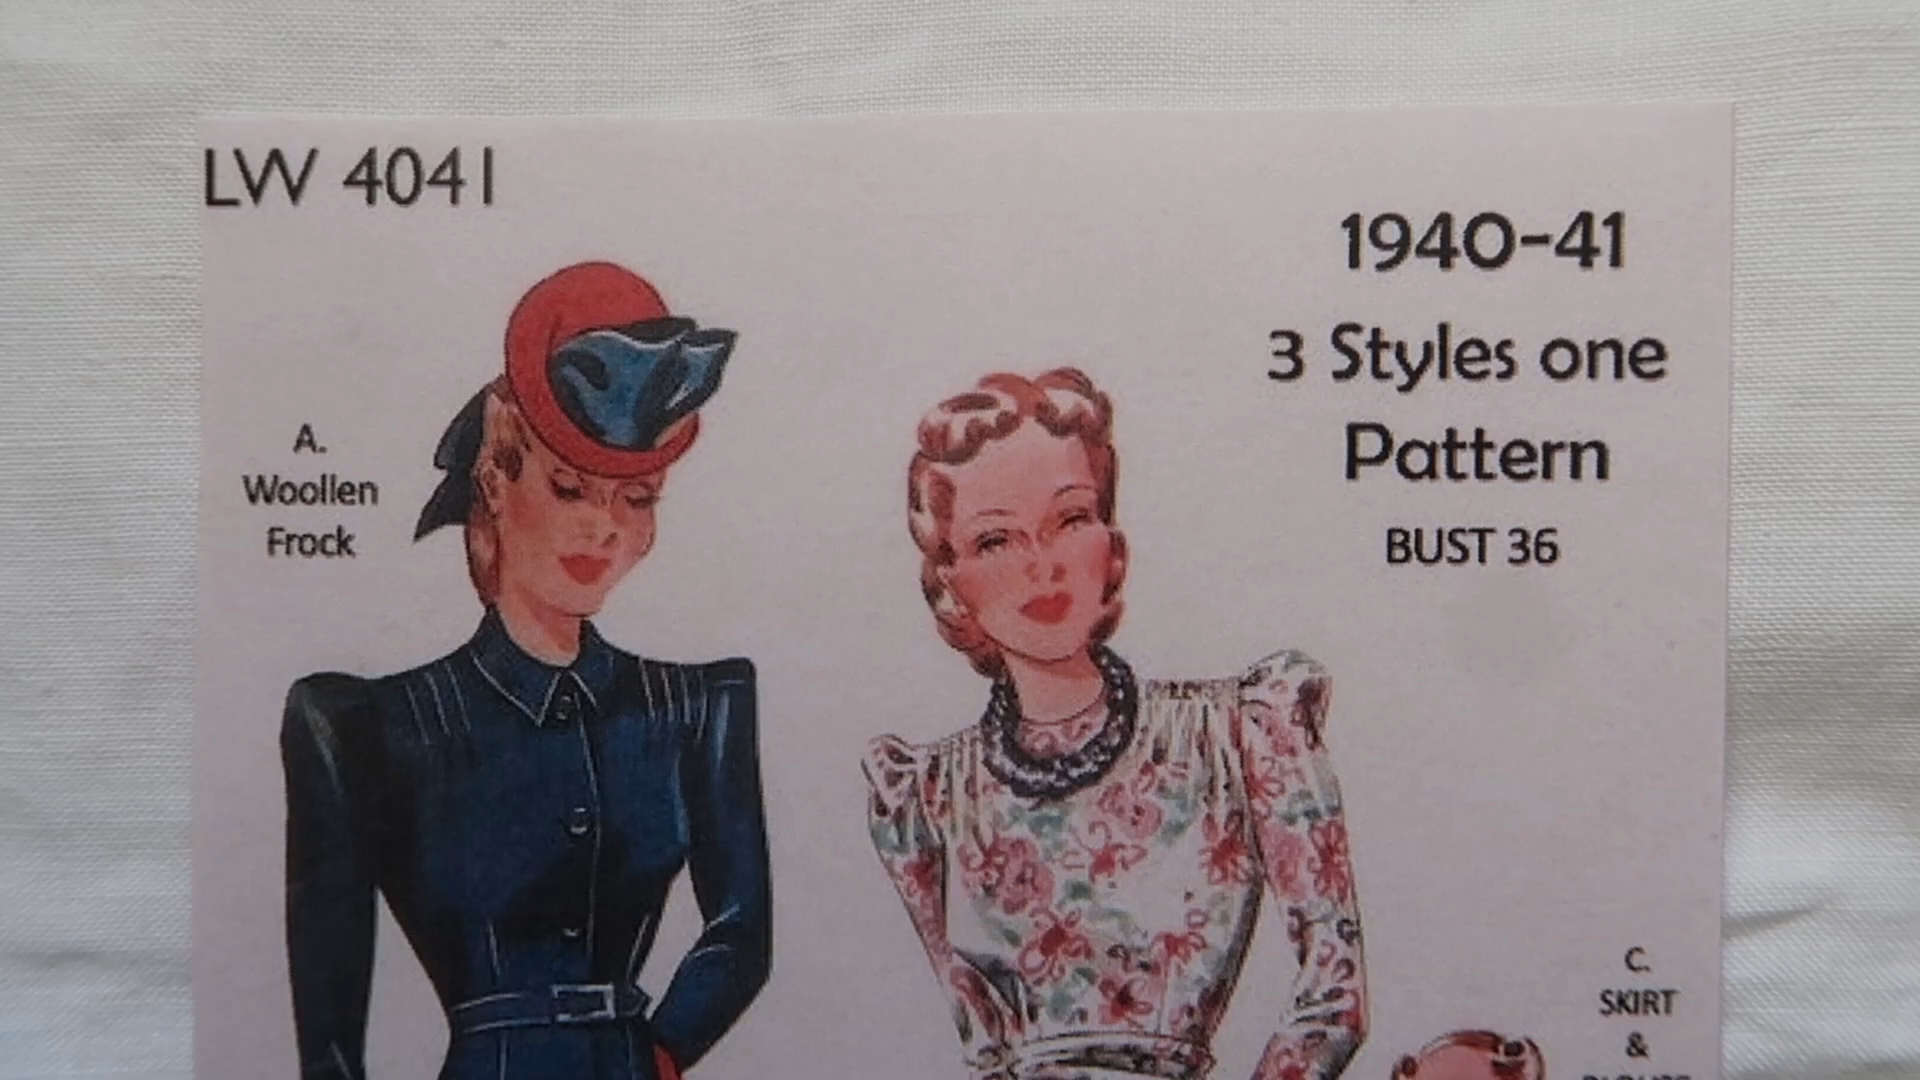 LW 4041
1940-41
3 Styles one
Pattern
BUST 36
A.
Woollen
Frock
C.
SKIRT
&